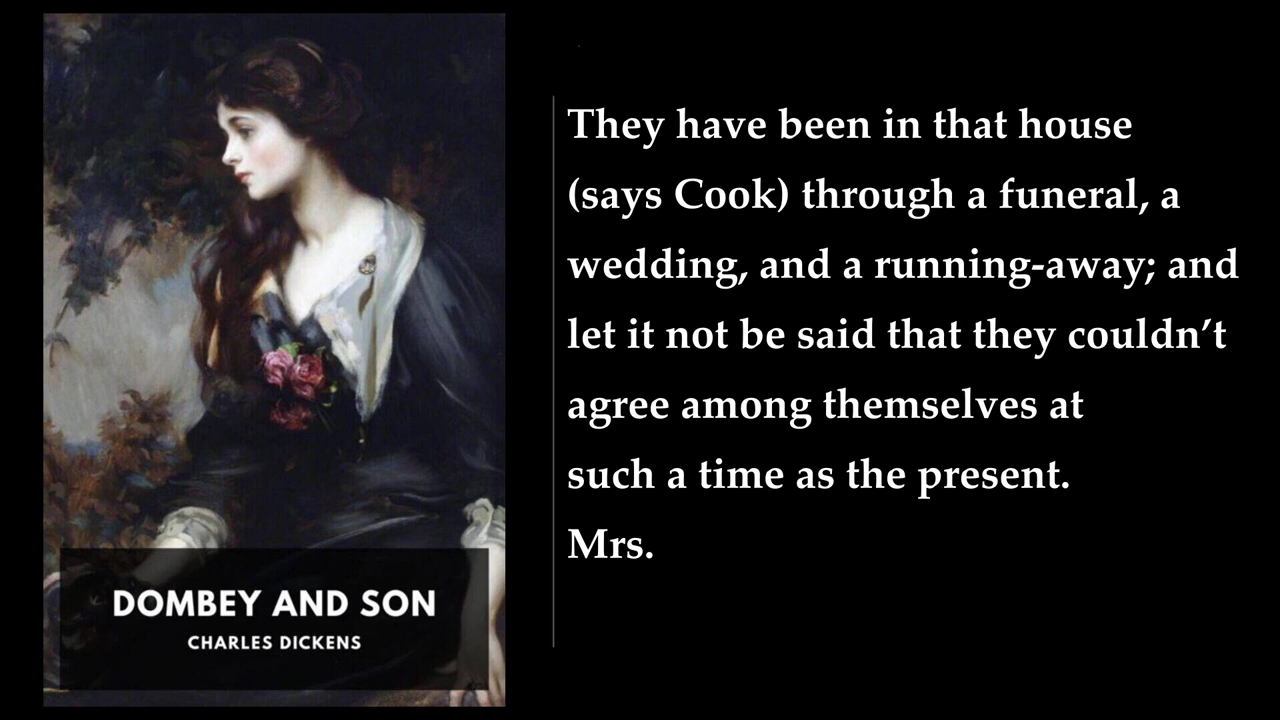 DOMBEY AND SON
CHARLES DICKENS
They have been in that house
(says Cook) through a funeral, a
wedding, and a running-away; and
let it not be said that they couldn’t
agree among themselves at
such a time as the present.
Mrs.